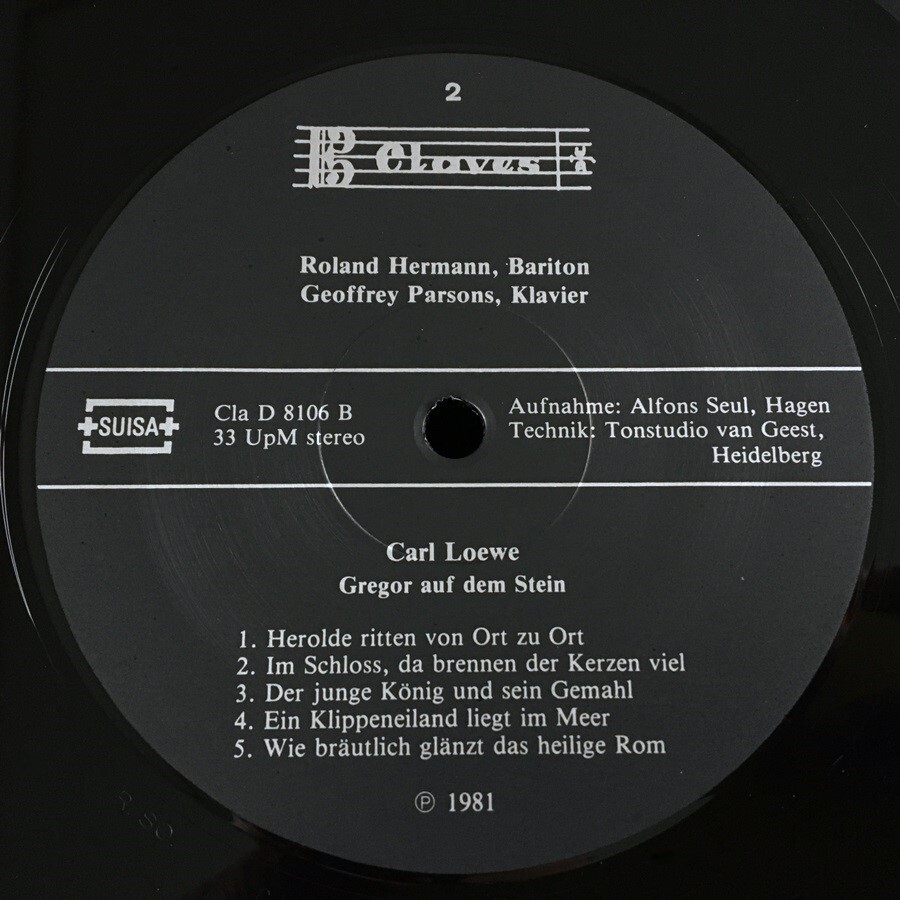 2
Claves
Roland Hermann, Bariton
Geoffrey Parsons, Klavier
SUISA
Cla D 8106 B
33 UpM stereo
Aufnahme: Alfons Seul, Hagen
Technik: Tonstudio van Geest,
Heidelberg
Carl Loewe
Gregor auf dem Stein
1. Herolde ritten von Ort zu Ort
2. Im Schloss, da brennen der Kerzen viel
3. Der junge König und sein Gemahl
4. Ein Klippeneiland liegt im Meer
5. Wie bräutlich glänzt das heilige Rom
℗ 1981